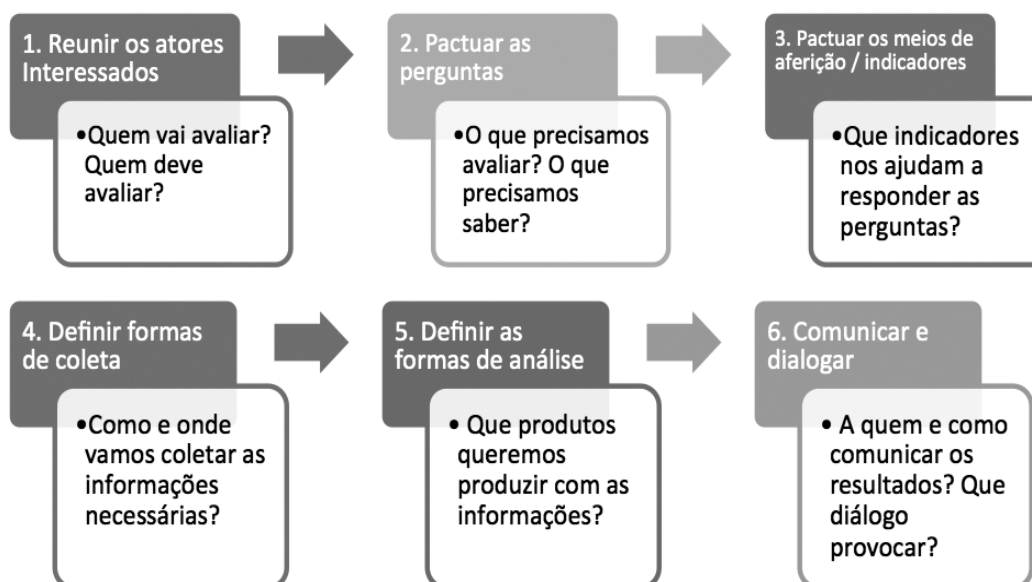 1. Reunir os atores
Interessados
•Quem vai avaliar?
Quem deve
avaliar?
2. Pactuar as
perguntas
•O que precisamos
avaliar? O que
precisamos
saber?
3. Pactuar os meios de
aferição / indicadores
•Que indicadores
nos ajudam a
responder as
perguntas?
4. Definir formas
de coleta
•Como e onde
vamos coletar as
informações
necessárias?
5. Definir as
formas de análise
• Que produtos
queremos
produzir com as
informações?
6. Comunicar e
dialogar
• A quem e como
comunicar os
resultados? Que
diálogo
provocar?